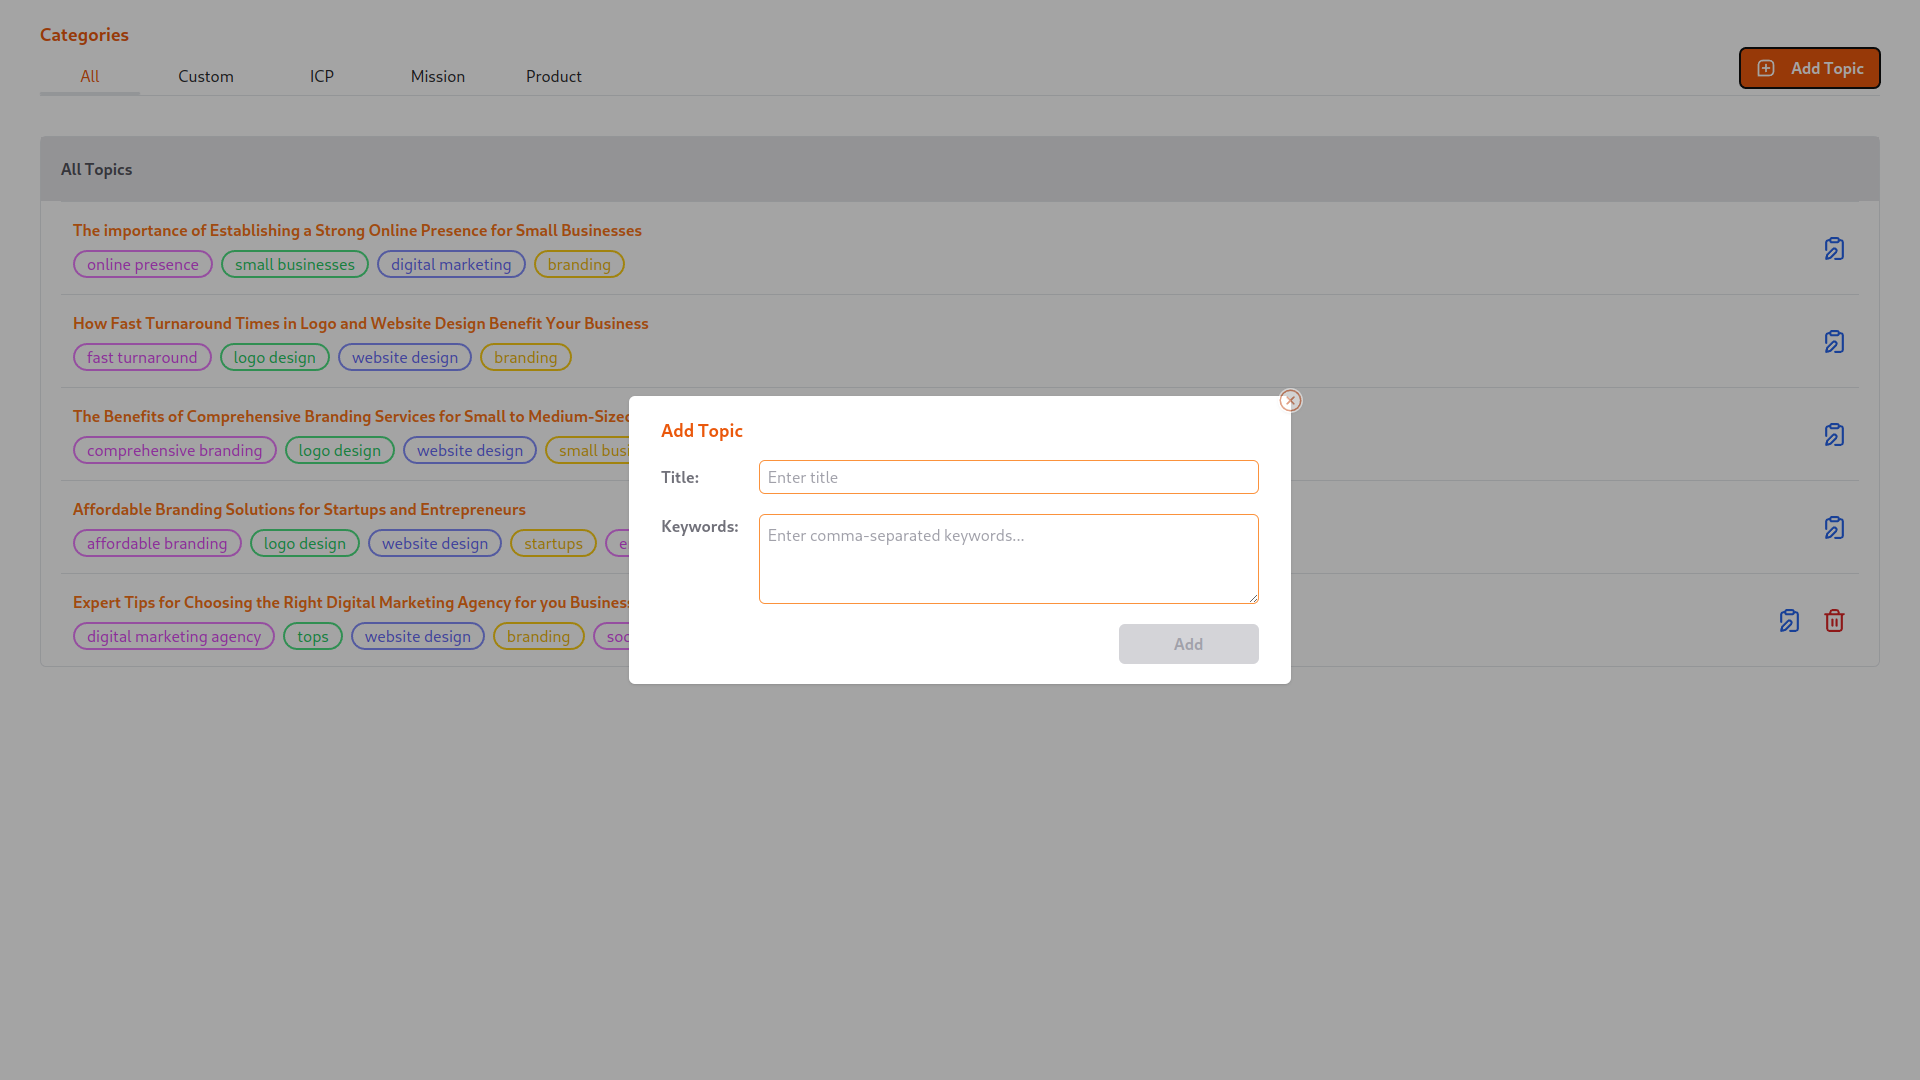 Categories
All
Custom
ICP
Mission
Product
Add Topic
All Topics
The importance of Establishing a Strong Online Presence for Small Businesses
online presence
small businesses
digital marketing
branding
How Fast Turnaround Times in Logo and Website Design Benefit Your Business
fast turnaround
logo design
website design
branding
The Benefits of Comprehensive Branding Services for Small to Medium-Sized
comprehensive branding
logo design
website design
small busi
Affordable Branding Solutions for Startups and Entrepreneurs
affordable branding
logo design
website design
startups
e
Expert Tips for Choosing the Right Digital Marketing Agency for you Business
digital marketing agency
tops
website design
branding
soc
Add Topic
Title:
Enter title
Keywords:
Enter comma-separated keywords...
Add